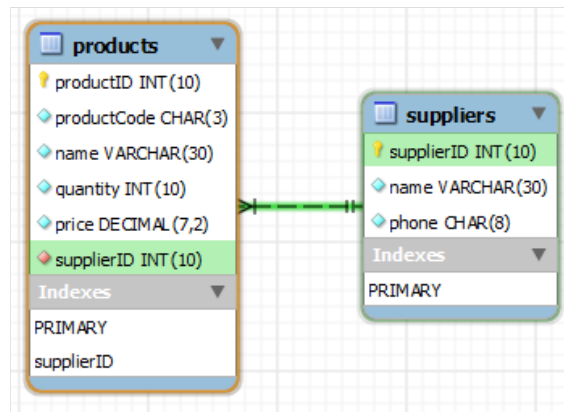 products
productID INT(10)
productCode CHAR(3)
name VARCHAR(30)
quantity INT(10)
price DECIMAL(7,2)
supplierID INT(10)
Indexes
PRIMARY
supplierID
suppliers
supplierID INT(10)
name VARCHAR(30)
phone CHAR(8)
Indexes
PRIMARY